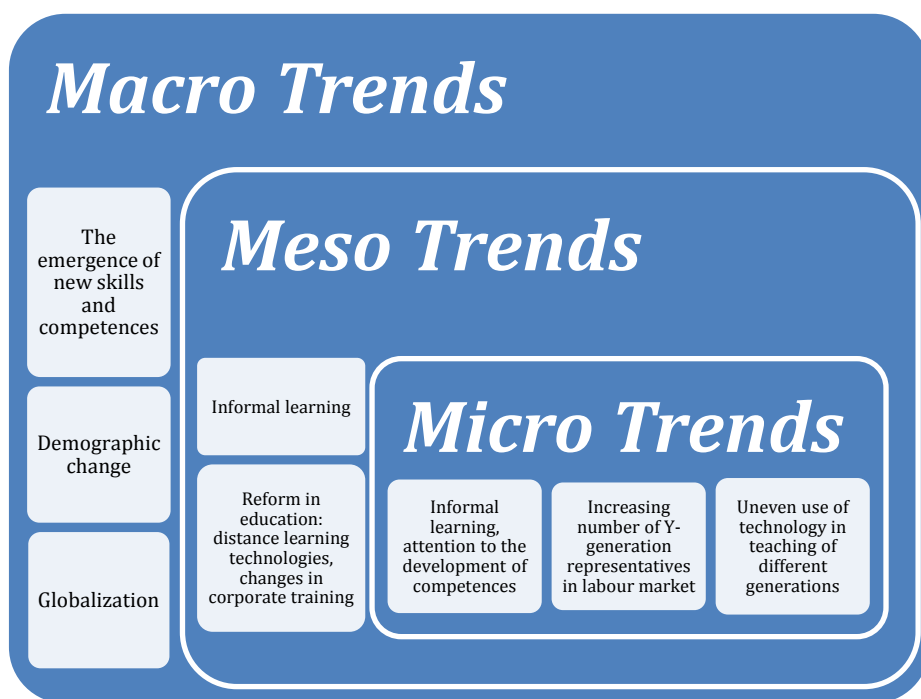 Macro Trends
The
emergence of
new skills
and
competences
Demographic
change
Globalization
Meso Trends
Informal learning
Reform in
education:
distance learning
technologies,
changes in
corporate training
Micro Trends
Informal
learning,
attention to the
development of
competences
Increasing
number of Y-
generation
representatives
in labour market
Uneven use of
technology in
teaching of
different
generations